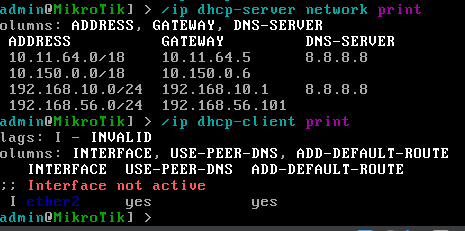 admin@MikroTik] > /ip dhcp-server network print
olumns: ADDRESS, GATEWAY, DNS-SERVER
ADDRESS GATEWAY DNS-SERVER
10.11.64.0/18 10.11.64.5 8.8.8.8
10.150.0.0/18 10.150.0.6
192.168.10.0/24 192.168.10.1 8.8.8.8
192.168.56.0/24 192.168.56.101
admin@MikroTik] > /ip dhcp-client print
lags: I - INVALID
olumns: INTERFACE, USE-PEER-DNS, ADD-DEFAULT-ROUTE
INTERFACE USE-PEER-DNS ADD-DEFAULT-ROUTE
;; Interface not active
I ether2 yes yes
admin@MikroTik] >